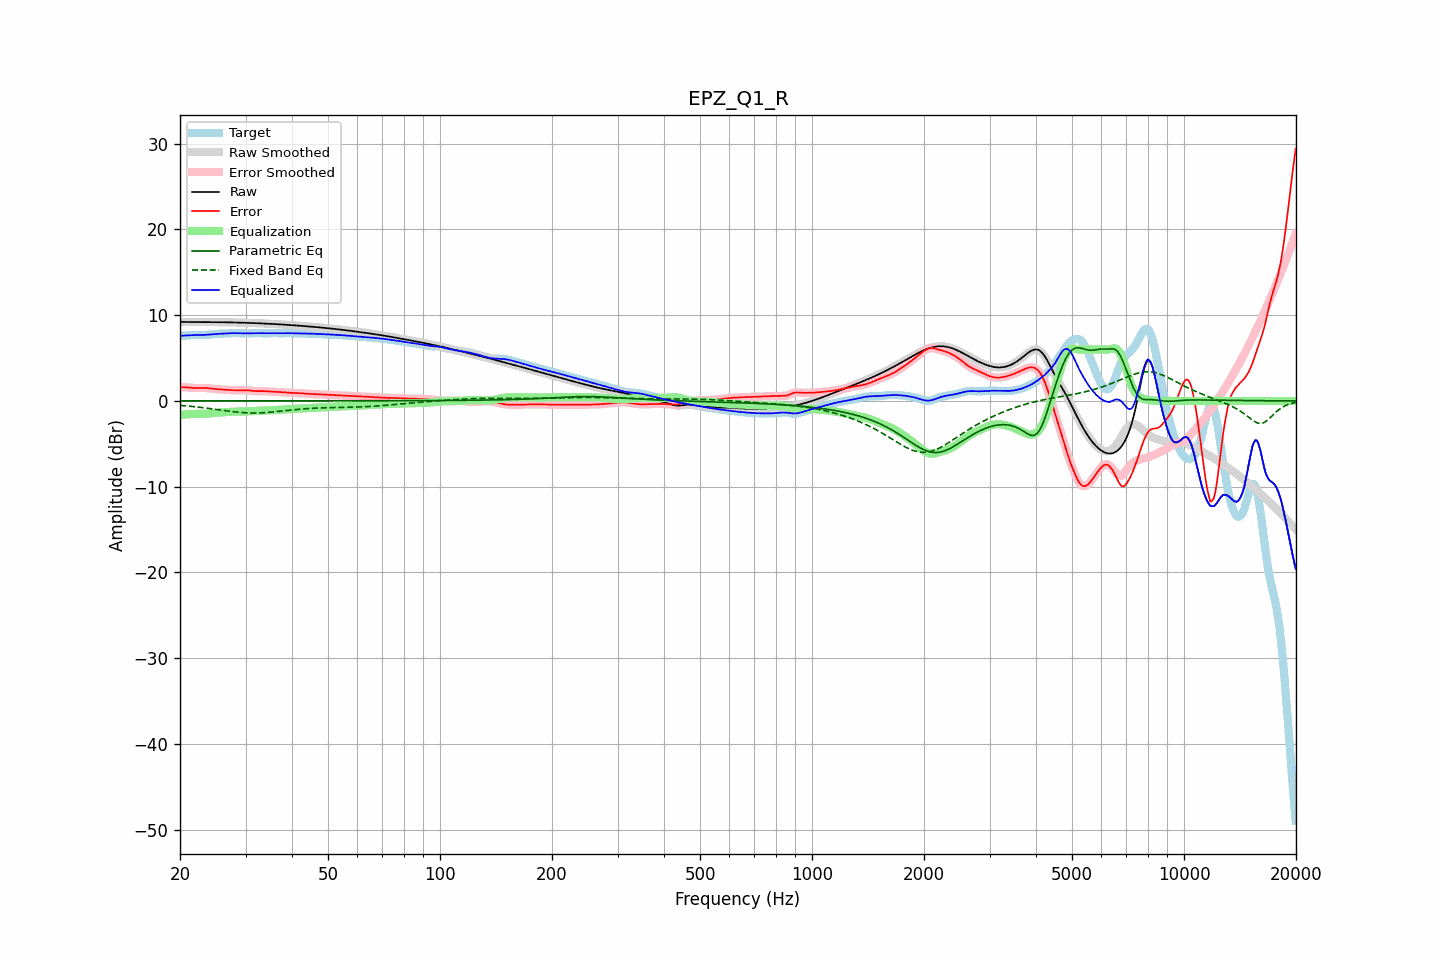 EPZ_Q1_R
Target
Raw Smoothed
Error Smoothed
Raw
Error
Equalization
Parametric Eq
Fixed Band Eq
Equalized
30
20
10
0
−10
−20
−30
−40
−50
Amplitude (dBr)
20
50
100
200
500
1000
2000
5000
10000
20000
Frequency (Hz)